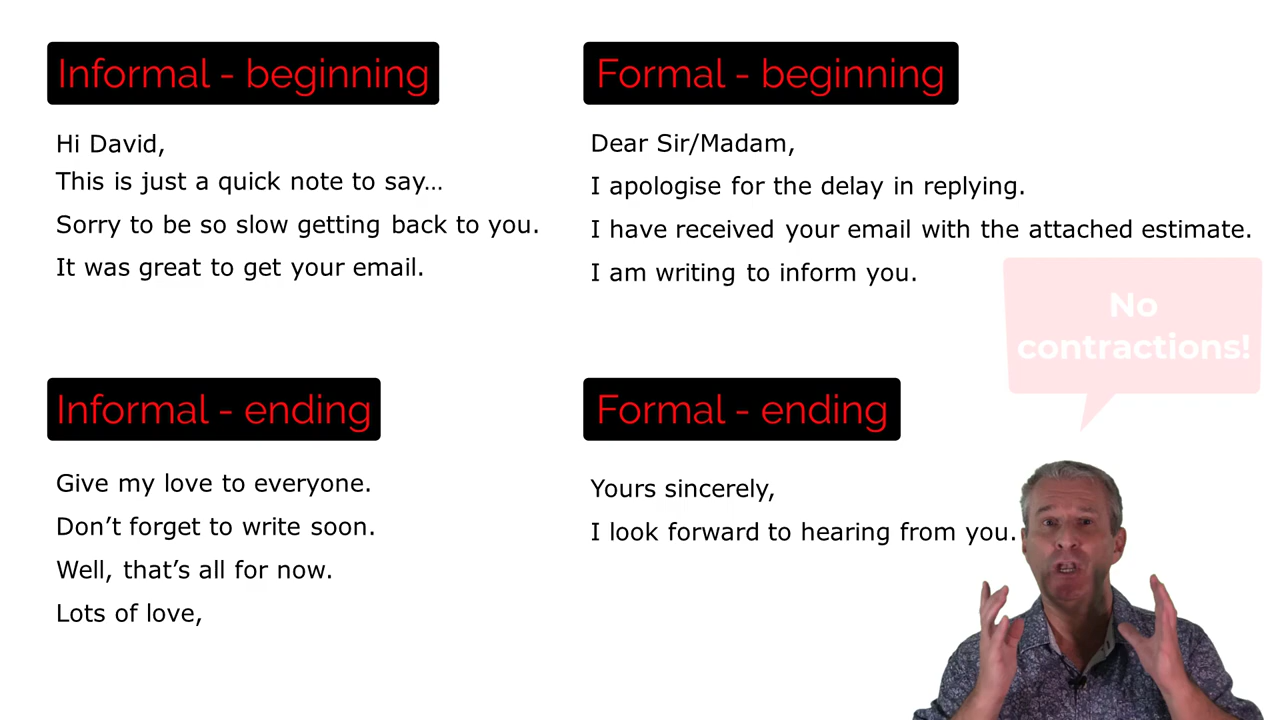 Informal - beginning
Hi David,
This is just a quick note to say…
Sorry to be so slow getting back to you.
It was great to get your email.
Formal - beginning
Dear Sir/Madam,
I apologise for the delay in replying.
I have received your email with the attached estimate.
I am writing to inform you.
No
contractions!
Informal - ending
Give my love to everyone.
Don’t forget to write soon.
Well, that’s all for now.
Lots of love,
Formal - ending
Yours sincerely,
I look forward to hearing from you.